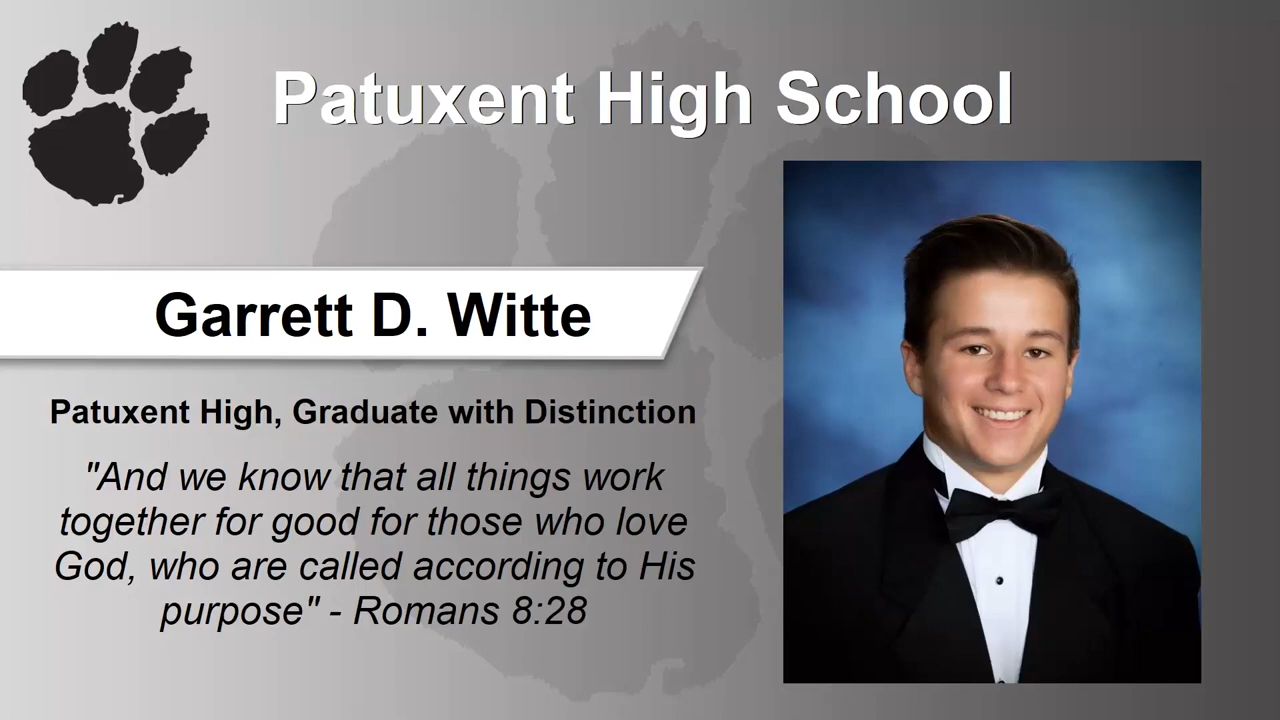 Patuxent High School
Garrett D. Witte
Patuxent High, Graduate with Distinction
"And we know that all things work
together for good for those who love
God, who are called according to His
purpose" - Romans 8:28